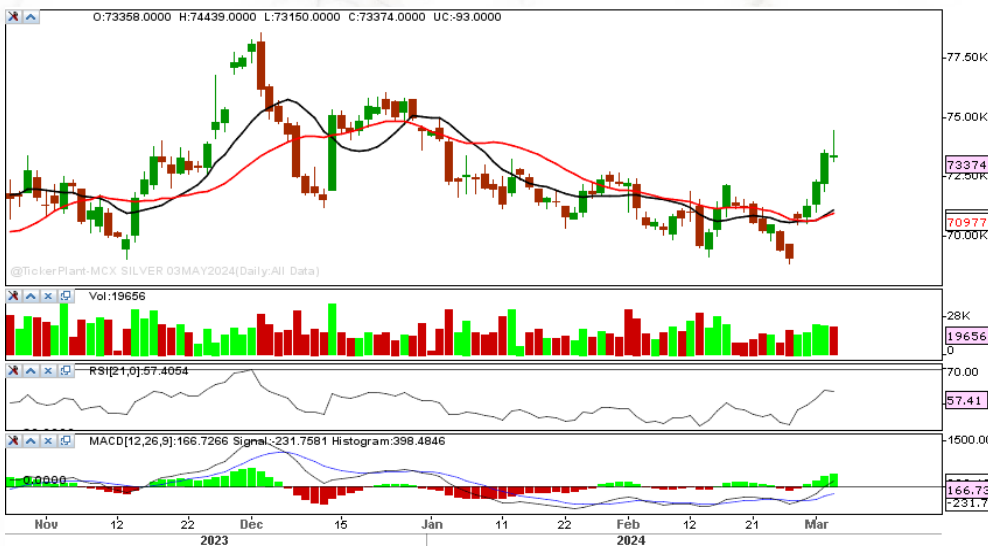 O:73358.0000 H:74439.0000 L:73150.0000 C:73374.0000 UC:-93.0000
77.50K
75.00K
73374
72.50K
70977
70.00K
@TickerPlant-MCX SILVER 03MAY2024(Daily:All Data)
Vol:19656
28K
19656
0
RSI[21,0]:57.4054
70.00
57.41
MACD[12,26,9]:166.7266 Signal:-231.7581 Histogram:398.4846
1500.00
0.0000
166.73
-231.7
Nov 12 22 Dec 15 Jan 11 22 Feb 12 21 Mar
2023 2024